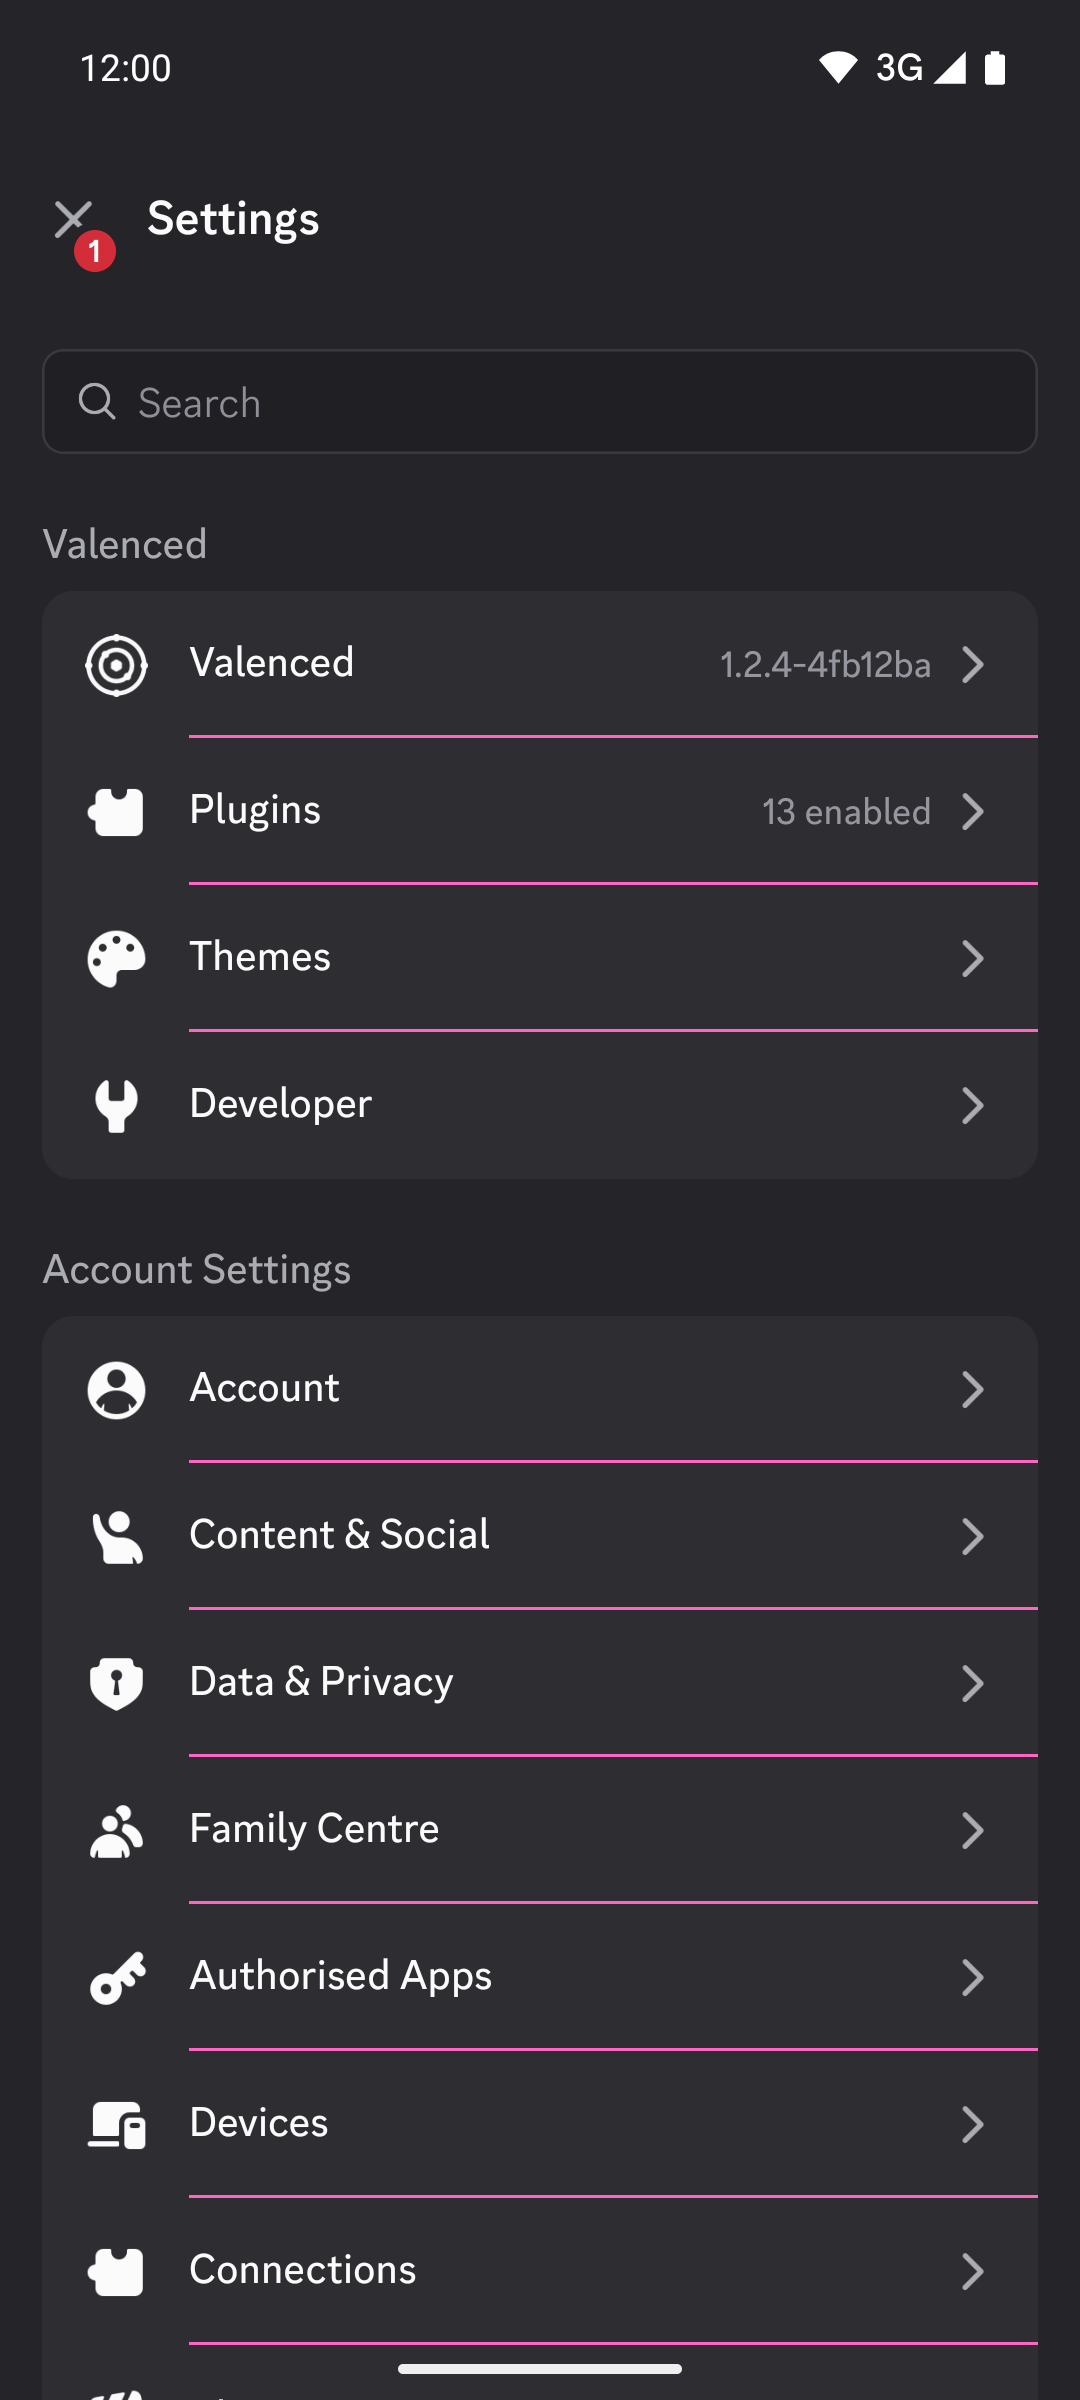 12:00
3G
Settings
1
Search
Valenced
Valenced
1.2.4-4fb12ba
Plugins
13 enabled
Themes
Developer
Account Settings
Account
Content & Social
Data & Privacy
Family Centre
Authorised Apps
Devices
Connections